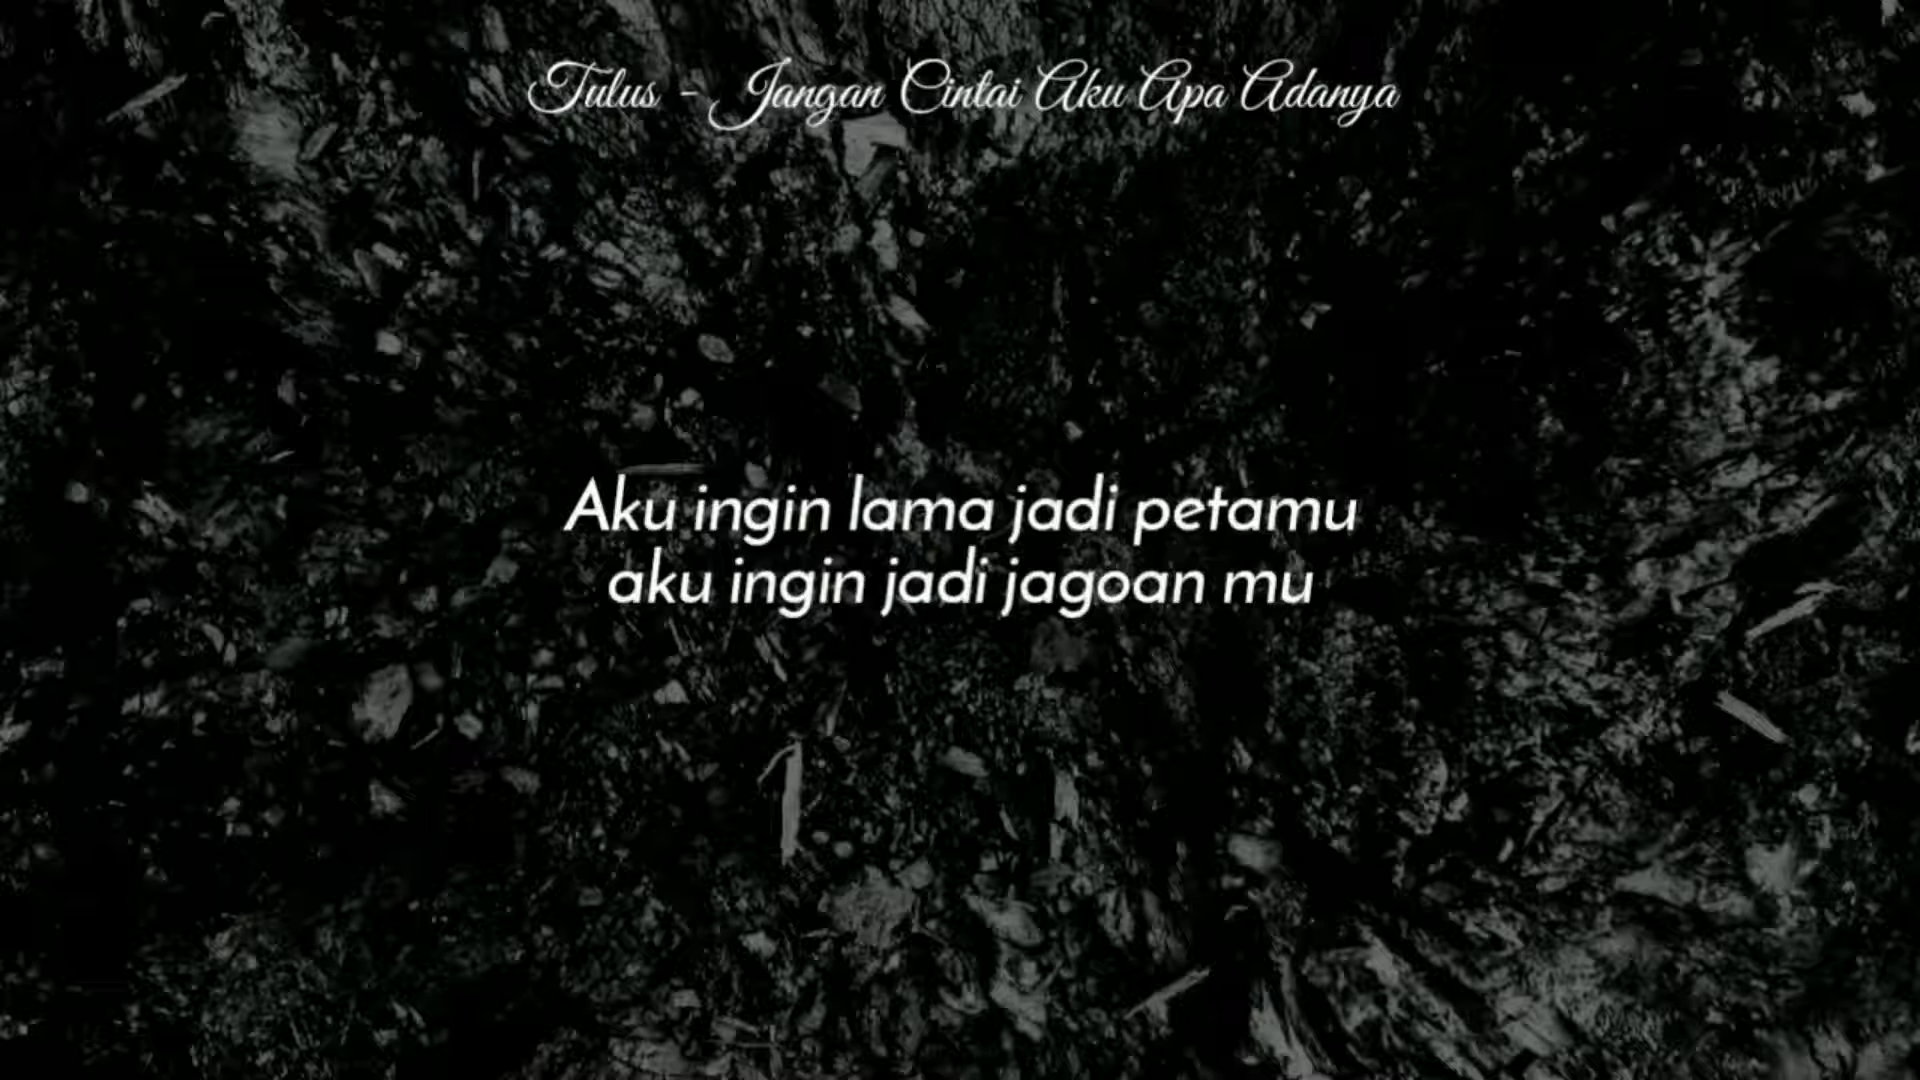 Tulus - Jangan Cintai Aku Apa Adanya
Aku ingin lama jadi petamu
aku ingin jadi jagoan mu